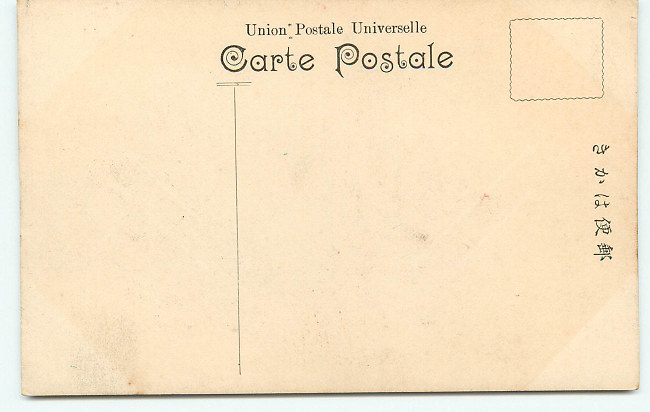 Union Postale Universelle
Carte Postale
きかは便郵